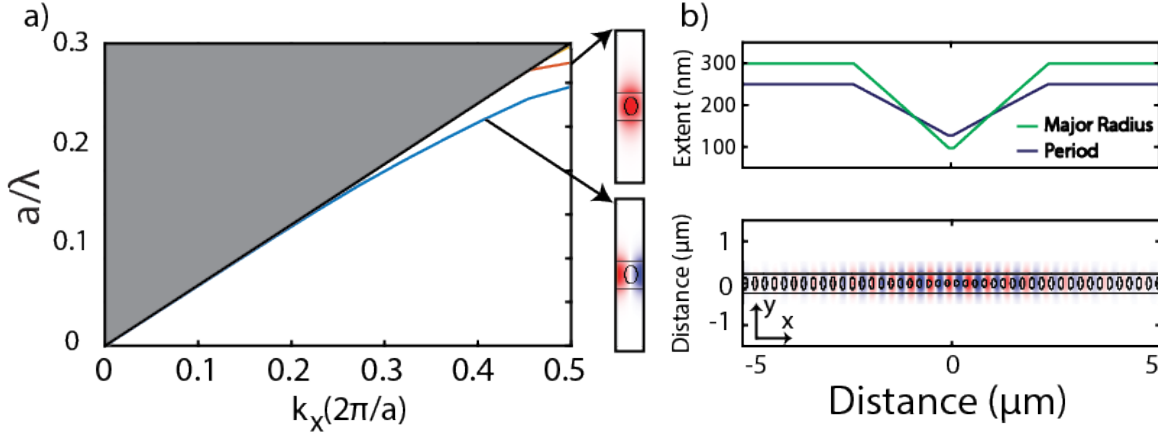 a)
0.3
0.2
0.1
0
a/λ
0
0.1
0.2
0.3
0.4
0.5
k_x(2π/a)
b)
Extent (nm)
300
200
100
Major Radius
Period
Distance (µm)
1
0
-1
y
x
-5
0
5
Distance (µm)